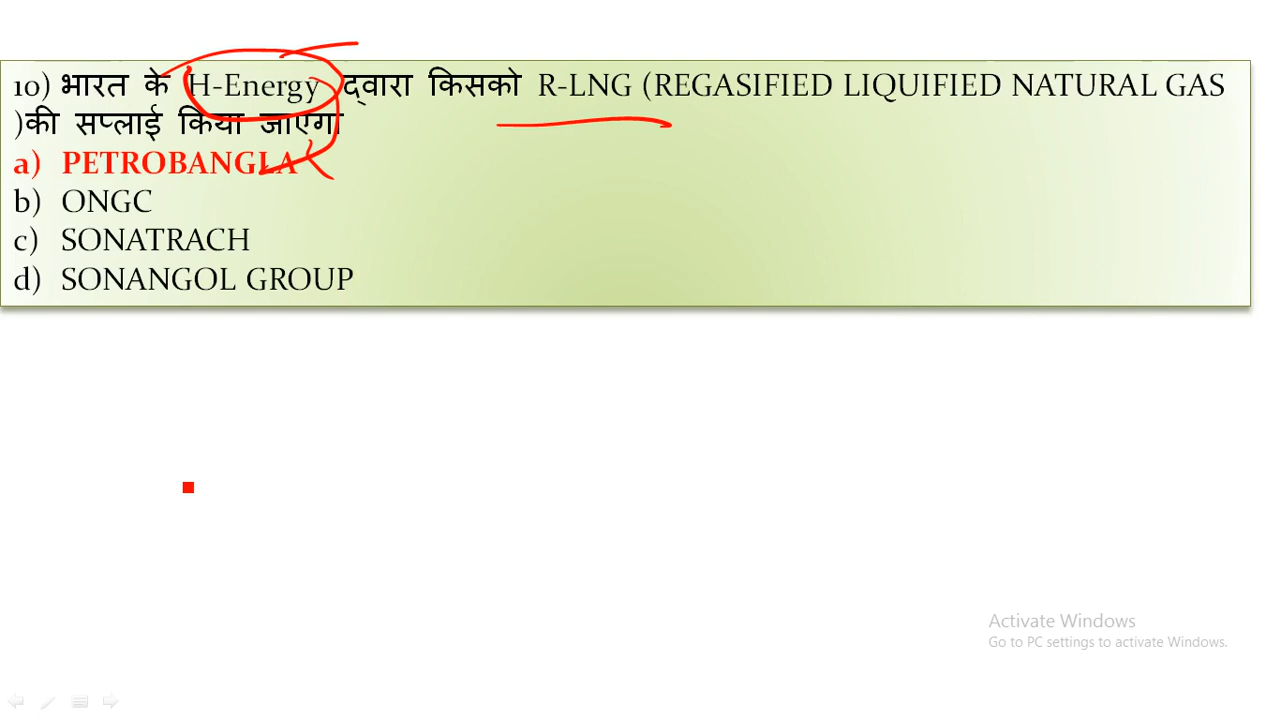 10) भारत के H-Energy द्वारा किसको R-LNG (REGASIFIED LIQUIFIED NATURAL GAS
)की सप्लाई किया जाएगा
a) PETROBANGLA
b) ONGC
c) SONATRACH
d) SONANGOL GROUP
Activate Windows
Go to PC settings to activate Windows.